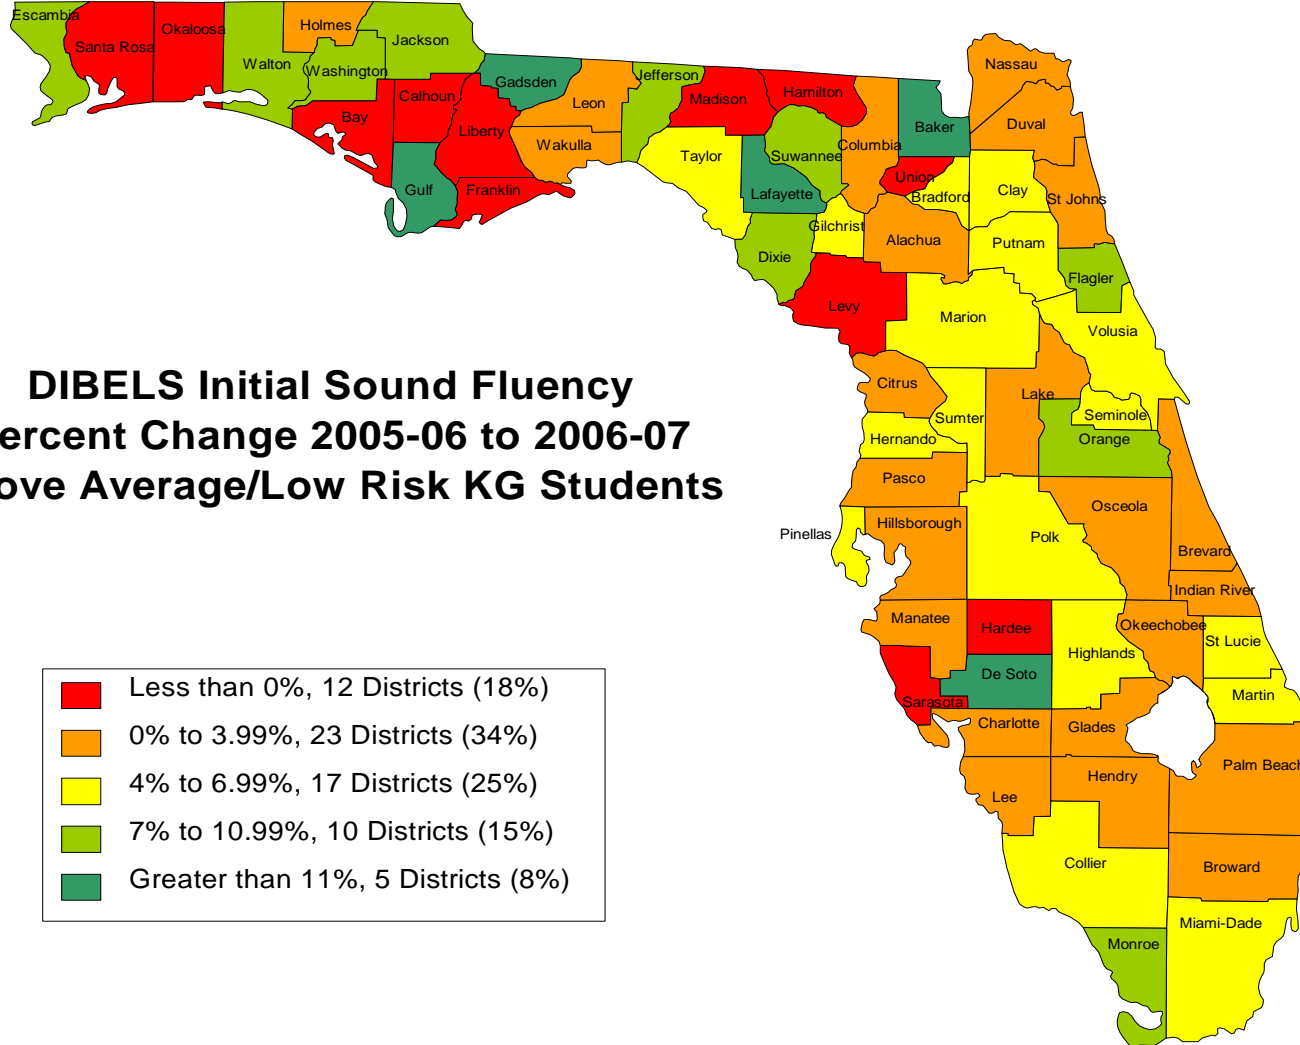 Escambia
Santa Rosa
Okaloosa
Holmes
Walton
Washington
Jackson
Bay
Calhoun
Gulf
Liberty
Franklin
Gadsden
Leon
Wakulla
Jefferson
Madison
Taylor
Hamilton
Suwannee
Lafayette
Dixie
Columbia
Gilchrist
Baker
Union
Bradford
Alachua
Levy
Nassau
Duval
Clay
St Johns
Putnam
Flagler
Marion
Volusia
Citrus
Sumter
Lake
Seminole
Orange
Hernando
Pasco
Pinellas
Hillsborough
Polk
Osceola
Brevard
Indian River
Manatee
Hardee
Highlands
Okeechobee
St Lucie
Sarasota
De Soto
Martin
Charlotte
Glades
Palm Beach
Lee
Hendry
Collier
Broward
Miami-Dade
Monroe
DIBELS Initial Sound Fluency
ercent Change 2005-06 to 2006-07
ove Average/Low Risk KG Students
Less than 0%, 12 Districts (18%)
0% to 3.99%, 23 Districts (34%)
4% to 6.99%, 17 Districts (25%)
7% to 10.99%, 10 Districts (15%)
Greater than 11%, 5 Districts (8%)